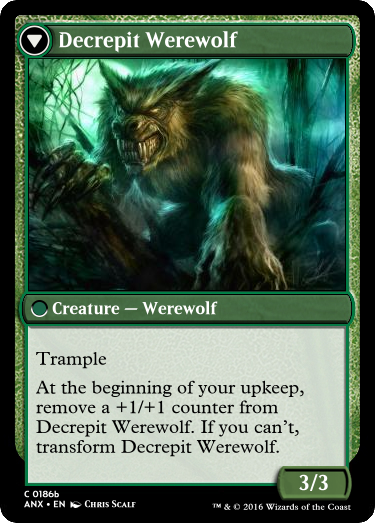 Decrepit Werewolf
Creature — Werewolf
Trample
At the beginning of your upkeep,
remove a +1/+1 counter from
Decrepit Werewolf. If you can't,
transform Decrepit Werewolf.
3/3
C 0186b
ANX • EN Chris Scalf
™ & © 2016 Wizards of the Coast